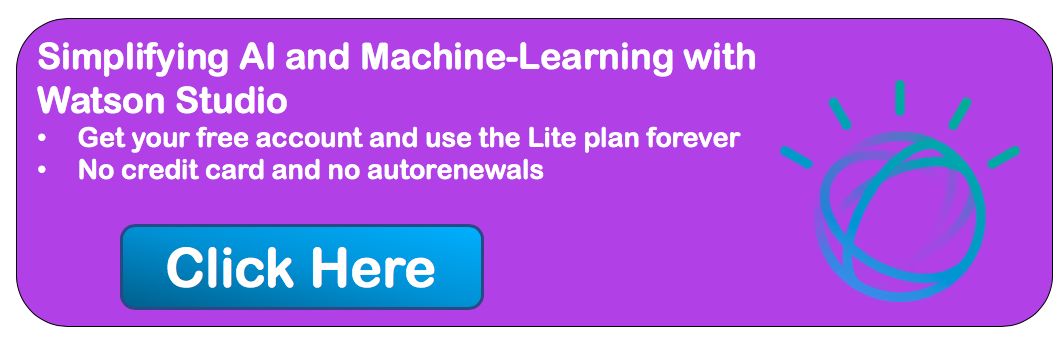 Simplifying AI and Machine-Learning with
Watson Studio
• Get your free account and use the Lite plan forever
• No credit card and no autorenewals
Click Here